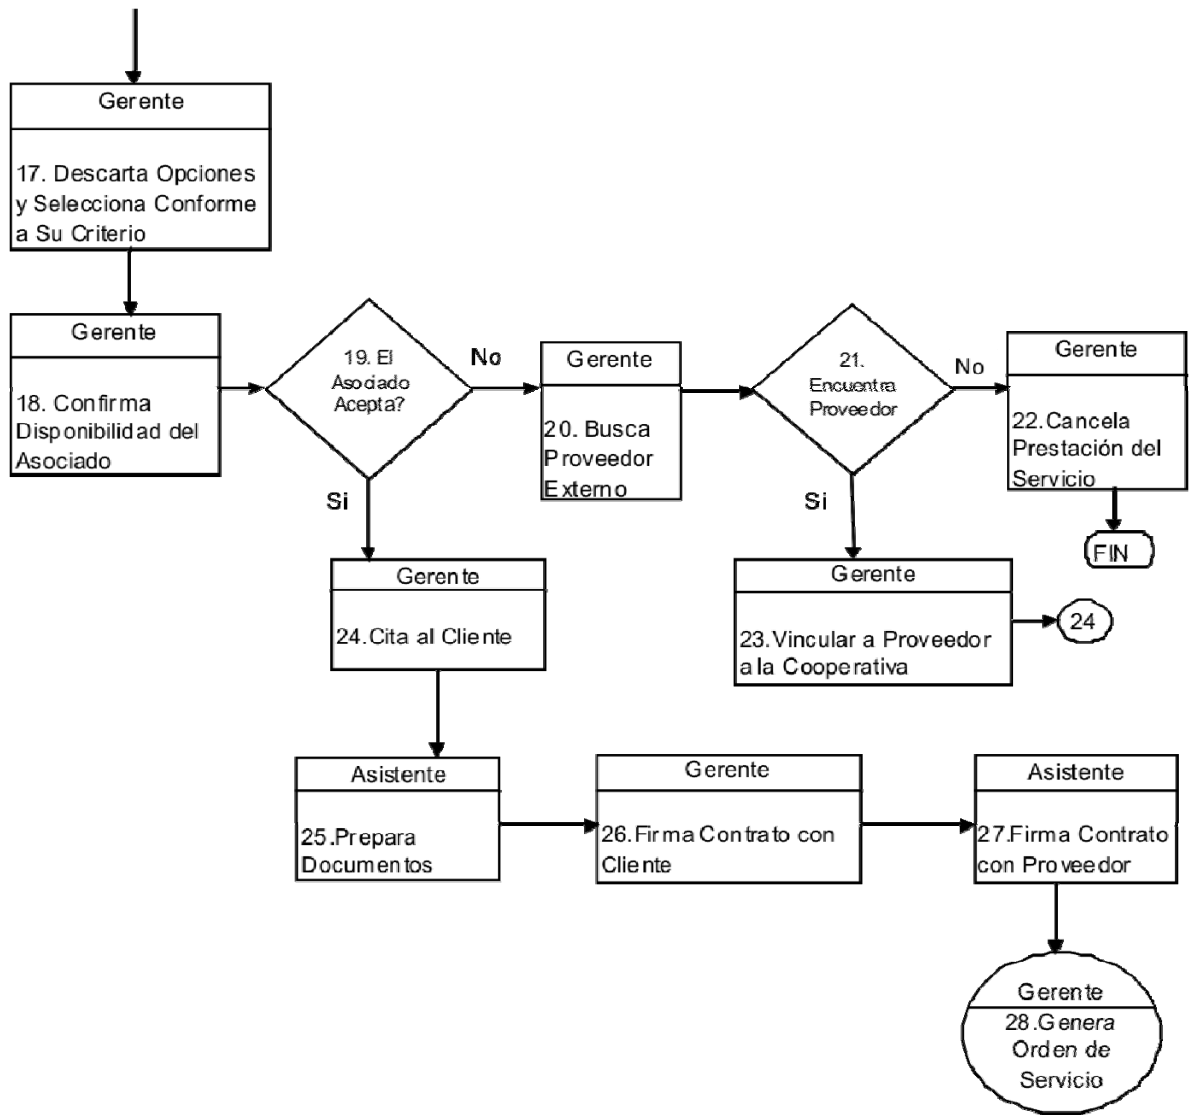 Gerente
17. Descarta Opciones
y Selecciona Conforme
a Su Criterio
Gerente
18. Confirma
Disponibilidad del
Asociado
19. El
Asociado
Acepta?
No
Si
Gerente
20. Busca
Proveedor
Externo
21.
Encuentra
Proveedor
No
Si
Gerente
22.Cancela
Prestación del
Servicio
FIN
Gerente
23.Vincular a Proveedor
a la Cooperativa
24
Gerente
24.Cita al Cliente
Asistente
25.Prepara
Documentos
Gerente
26.Firma Contrato con
Cliente
Asistente
27.Firma Contrato
con Proveedor
Gerente
28.Genera
Orden de
Servicio